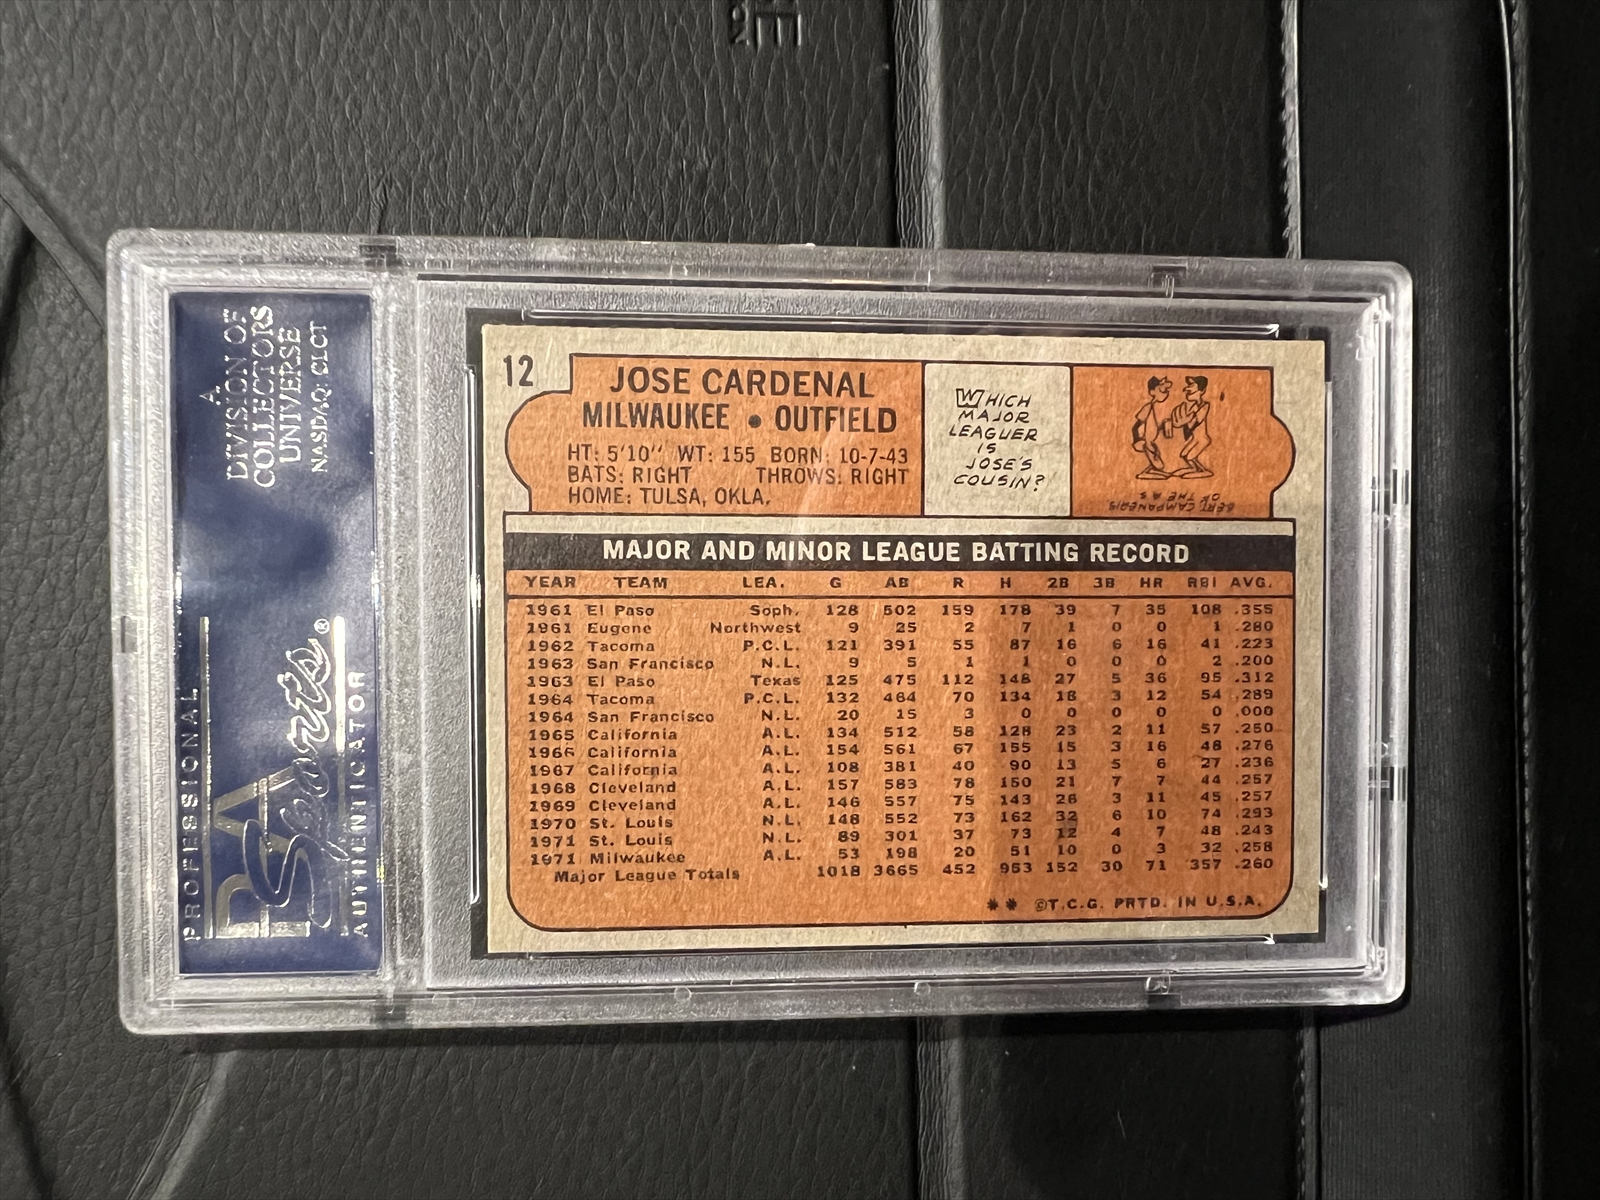 A
DIVISION OF
COLLECTORS
UNIVERSE
NASDAQ: CLCT
PROFESSIONAL
PSA
Sports®
AUTHENTICATOR
12
JOSE CARDENAL
MILWAUKEE • OUTFIELD
HT: 5'10" WT: 155 BORN: 10-7-43
BATS: RIGHT THROWS: RIGHT
HOME: TULSA, OKLA.
WHICH
MAJOR
LEAGUER
IS
JOSE'S
COUSIN?
BERT CAMPANERIS
OF THE A'S
MAJOR AND MINOR LEAGUE BATTING RECORD
YEAR TEAM LEA. G AB R H 2B 3B HR RBI AVG.
1961 El Paso Soph. 128 502 159 178 39 7 35 108 .355
1961 Eugene Northwest 9 25 2 7 1 0 0 1 .280
1962 Tacoma P.C.L. 121 391 55 87 16 6 16 41 .223
1963 San Francisco N.L. 9 5 1 1 0 0 0 2 .200
1963 El Paso Texas 125 475 112 148 27 5 36 95 .312
1964 Tacoma P.C.L. 132 464 70 134 18 3 12 54 .289
1964 San Francisco N.L. 20 15 3 0 0 0 0 0 .000
1965 California A.L. 134 512 58 128 23 2 11 57 .250
1966 California A.L. 154 561 67 155 15 3 16 48 .276
1967 California A.L. 108 381 40 90 13 5 6 27 .236
1968 Cleveland A.L. 157 583 78 150 21 7 7 44 .257
1969 Cleveland A.L. 146 557 75 143 26 3 11 45 .257
1970 St. Louis N.L. 148 552 73 162 32 6 10 74 .293
1971 St. Louis N.L. 89 301 37 73 12 4 7 48 .243
1971 Milwaukee A.L. 53 198 20 51 10 0 3 32 .258
Major League Totals 1018 3665 452 953 152 30 71 357 .260
** ©T.C.G. PRTD. IN U.S.A.